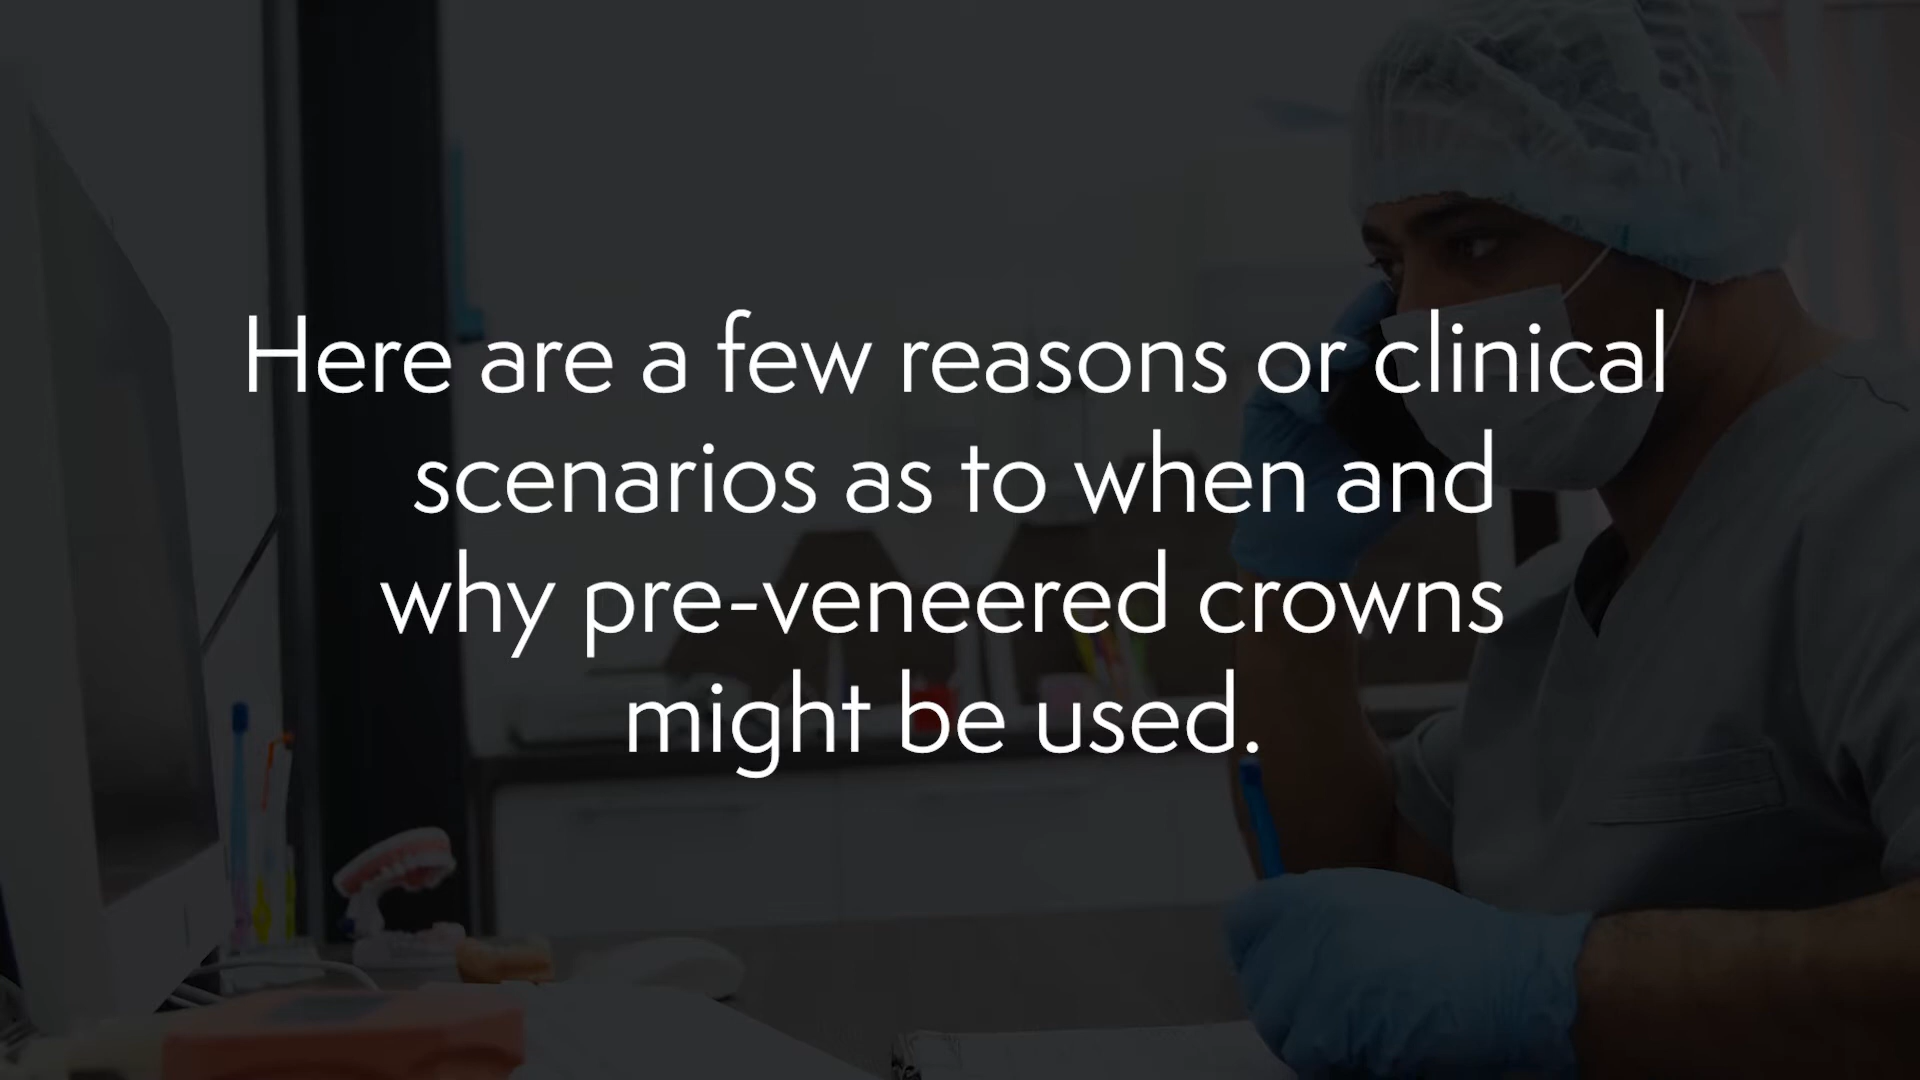 Here are a few reasons or clinical
scenarios as to when and
why pre-veneered crowns
might be used.